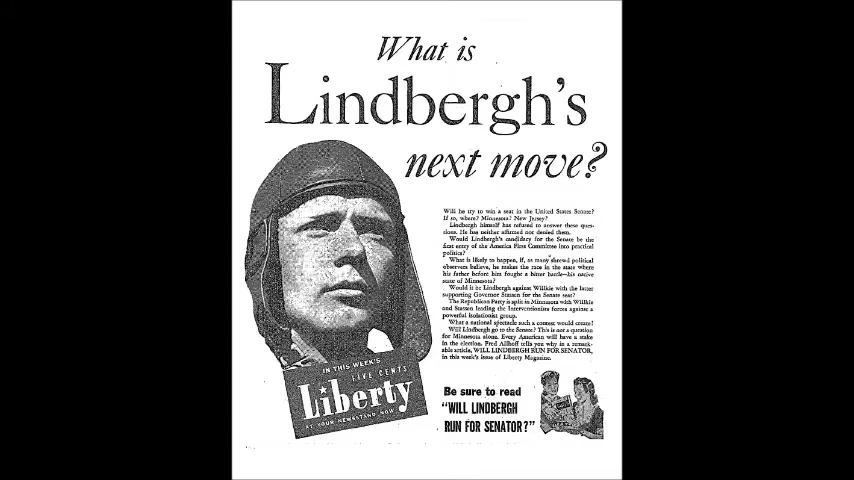 What is
Lindbergh's
next move?
Will he try to win a seat in the United States Senate?
If so, where? Minnesota? New Jersey?
Lindbergh himself has refused to answer these ques-
tions. He has neither affirmed nor denied them.
Would Lindbergh's candidacy for the Senate be the
first entry of the America First Committee into practical
politics?
What is likely to happen, if, as many shrewd political
observers believe, he makes the race in the state where
his father before him fought a bitter battle—his native
state of Minnesota?
Would it be Lindbergh against Willkie with the latter
supporting Governor Stassen for the Senate seat?
The Republican Party is split in Minnesota with Willkie
and Stassen leading the Interventionist forces against a
powerful isolationist group.
What a national spectacle such a contest would create!
Will Lindbergh go to the Senate? This is not a question
for Minnesota alone. Every American will have a stake
in the election. Fred Allhoff tells you why in a remark-
able article, WILL LINDBERGH RUN FOR SENATOR,
in this week's issue of Liberty Magazine.
IN THIS WEEK'S
FIVE CENTS
Liberty
AT YOUR NEWSSTAND NOW
Be sure to read
"WILL LINDBERGH
RUN FOR SENATOR?"